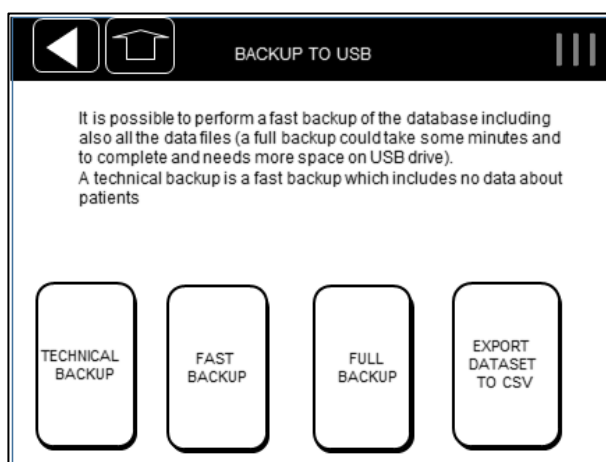 BACKUP TO USB
It is possible to perform a fast backup of the database including
also all the data files (a full backup could take some minutes and
to complete and needs more space on USB drive).
A technical backup is a fast backup which includes no data about
patients
TECHNICAL
BACKUP
FAST
BACKUP
FULL
BACKUP
EXPORT
DATASET
TO CSV